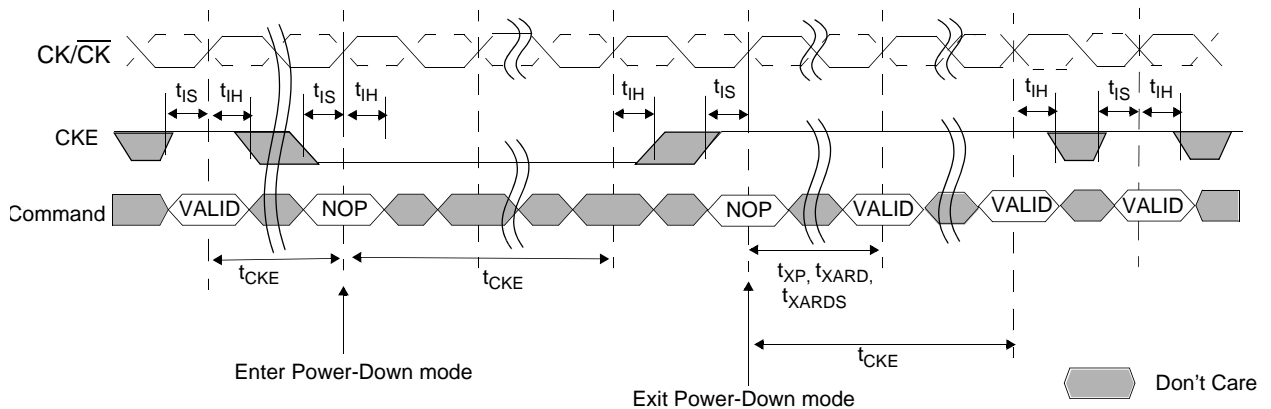 CK/C̅K̅
tIS tIH tIS tIH tIH tIS tIH tIS tIH
CKE
Command VALID NOP NOP VALID VALID VALID
tCKE tCKE tXP, tXARD,
tXARDS
tCKE
Enter Power-Down mode
Exit Power-Down mode
Don't Care